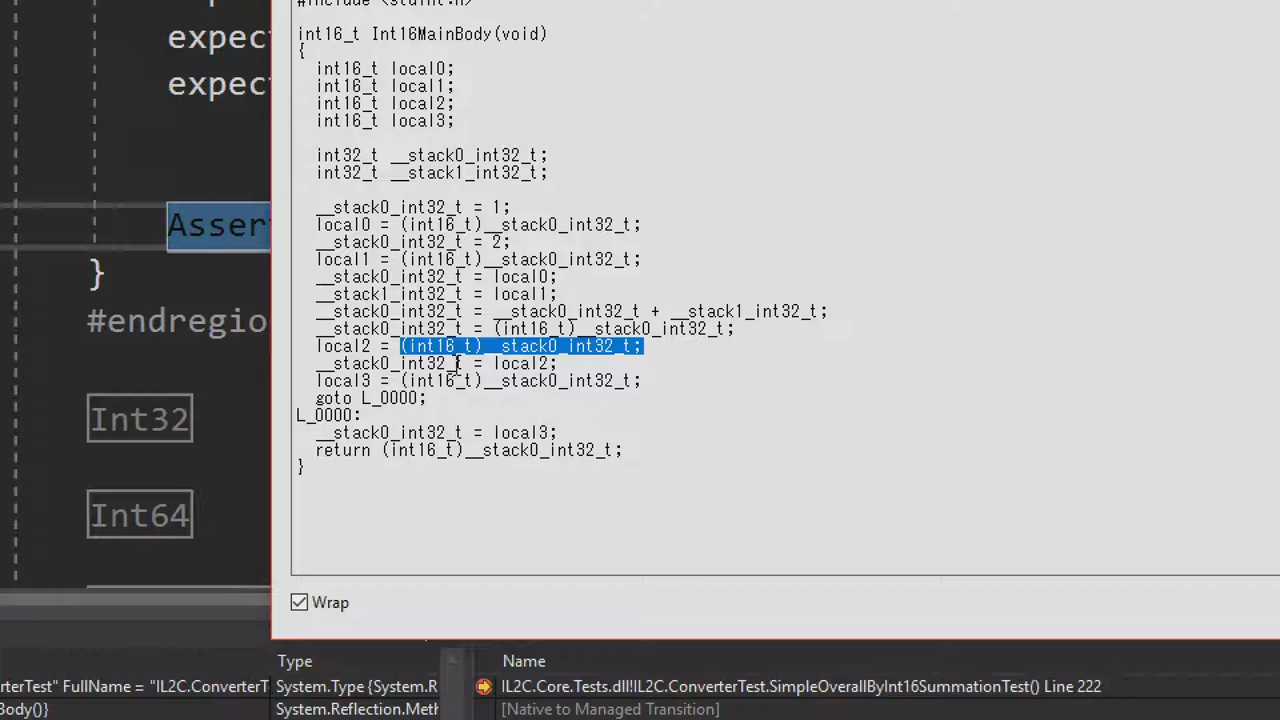 #include <stdint.h>
int16_t Int16MainBody(void)
{
int16_t local0;
int16_t local1;
int16_t local2;
int16_t local3;
int32_t __stack0_int32_t;
int32_t __stack1_int32_t;
__stack0_int32_t = 1;
local0 = (int16_t)__stack0_int32_t;
__stack0_int32_t = 2;
local1 = (int16_t)__stack0_int32_t;
__stack0_int32_t = local0;
__stack1_int32_t = local1;
__stack0_int32_t = __stack0_int32_t + __stack1_int32_t;
__stack0_int32_t = (int16_t)__stack0_int32_t;
local2 = (int16_t)__stack0_int32_t;
__stack0_int32_t = local2;
local3 = (int16_t)__stack0_int32_t;
goto L_0000;
L_0000:
__stack0_int32_t = local3;
return (int16_t)__stack0_int32_t;
}
Wrap
expect
expect
Asser
}
#endregio
Int32
Int64
Type
rterTest" FullName = "IL2C.ConverterT System.Type {System.R
Body()} System.Reflection.Meth
Name
IL2C.Core.Tests.dll!IL2C.ConverterTest.SimpleOverallByInt16SummationTest() Line 222
[Native to Managed Transition]